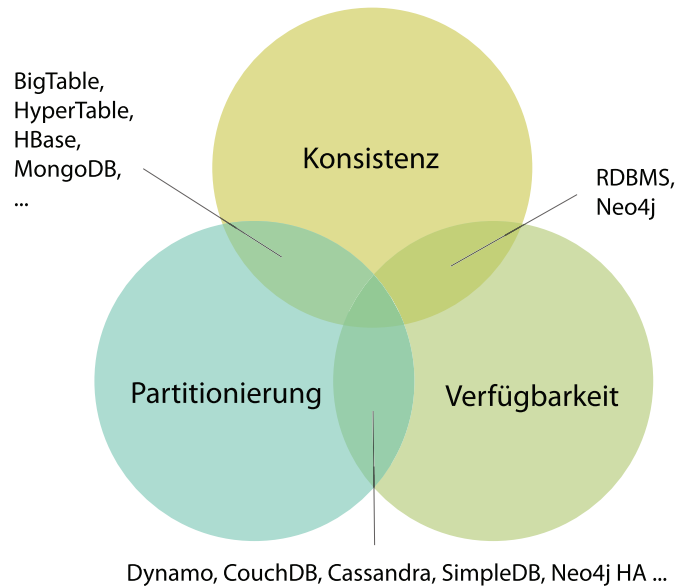 BigTable,
HyperTable,
HBase,
MongoDB,
...
Konsistenz
RDBMS,
Neo4j
Partitionierung
Verfügbarkeit
Dynamo, CouchDB, Cassandra, SimpleDB, Neo4j HA ...